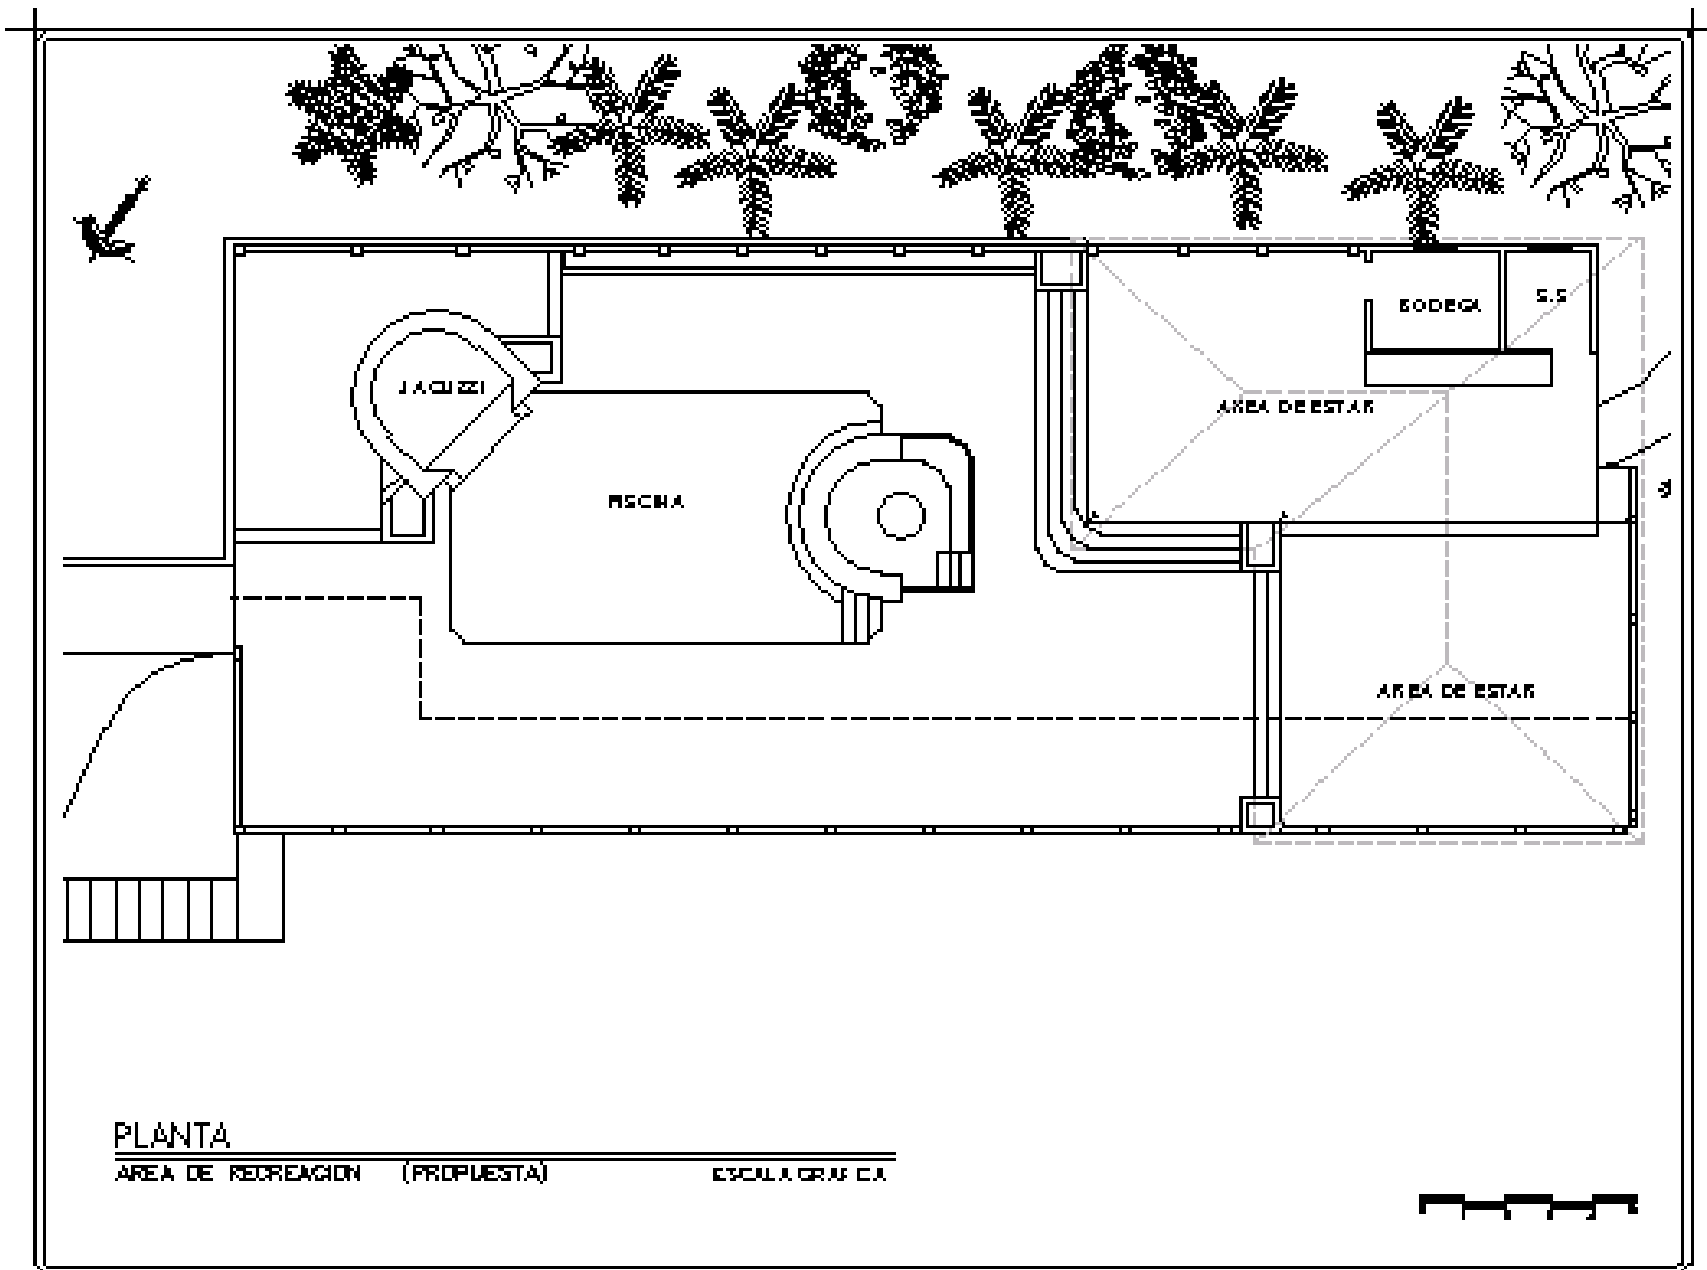 BODEGA
S.S
JACUZZI
AREA DE ESTAR
PISCINA
AREA DE ESTAR
PLANTA
AREA DE RECREACION (PROPUESTA) ESCALA GRAFICA